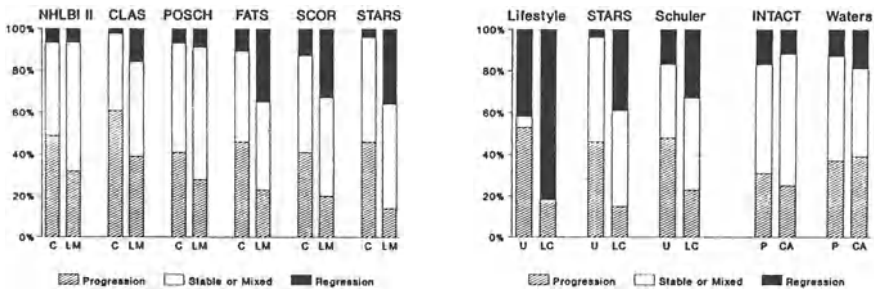 NHLBI II CLAS POSCH FATS SCOR STARS
100%
80%
60%
40%
20%
0%
C LM C LM C LM C LM C LM C LM
Progression Stable or Mixed Regression
Lifestyle STARS Schuler INTACT Waters
100%
80%
60%
40%
20%
0%
U LC U LC U LC P CA P CA
Progression Stable or Mixed Regression